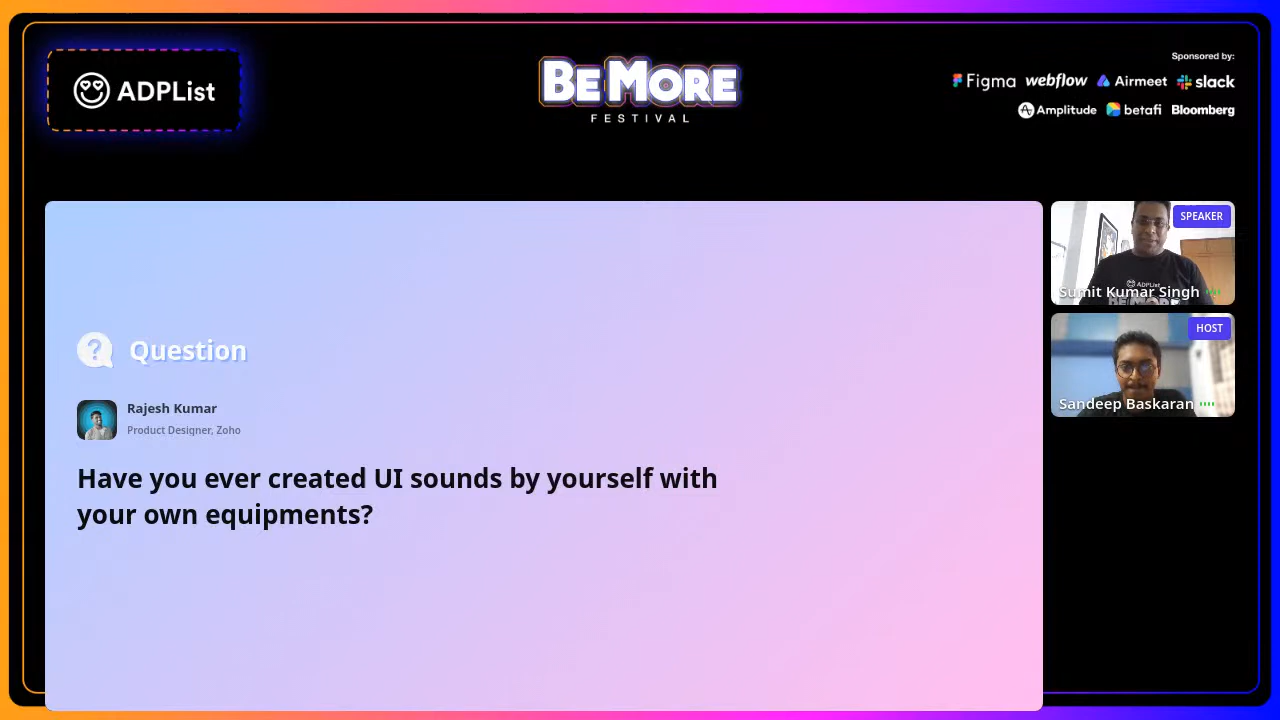 ADPList
BE MORE
FESTIVAL
Sponsored by:
Figma webflow Airmeet slack
Amplitude betafi Bloomberg
SPEAKER
ADPList
Sumit Kumar Singh
HOST
Sandeep Baskaran
Question
Rajesh Kumar
Product Designer, Zoho
Have you ever created UI sounds by yourself with
your own equipments?